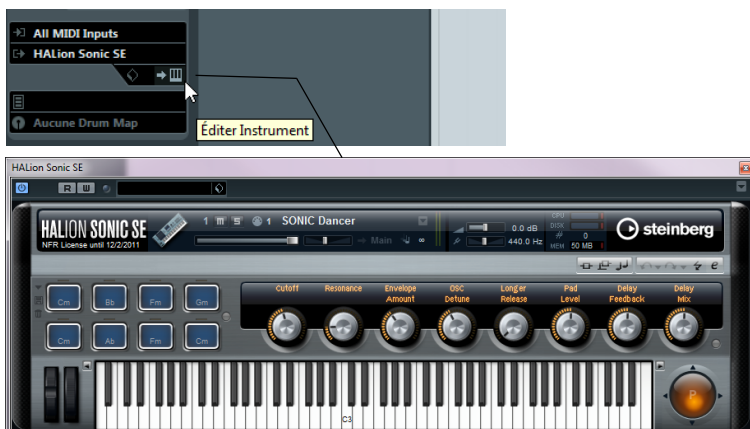 All MIDI Inputs
HALion Sonic SE
Aucune Drum Map
Éditer Instrument
HALion Sonic SE
R W
HALION SONIC SE
NFR License until 12/2/2011
1 m S 1 SONIC Dancer
Main
0.0 dB
440.0 Hz
CPU
DISK
# 0
MEM 50 MB
steinberg
e
Cm Bb Fm Gm
Cm Ab Fm Cm
Cutoff Resonance Envelope Amount OSC Detune Longer Release Pad Level Delay Feedback Delay Mix
C3
P